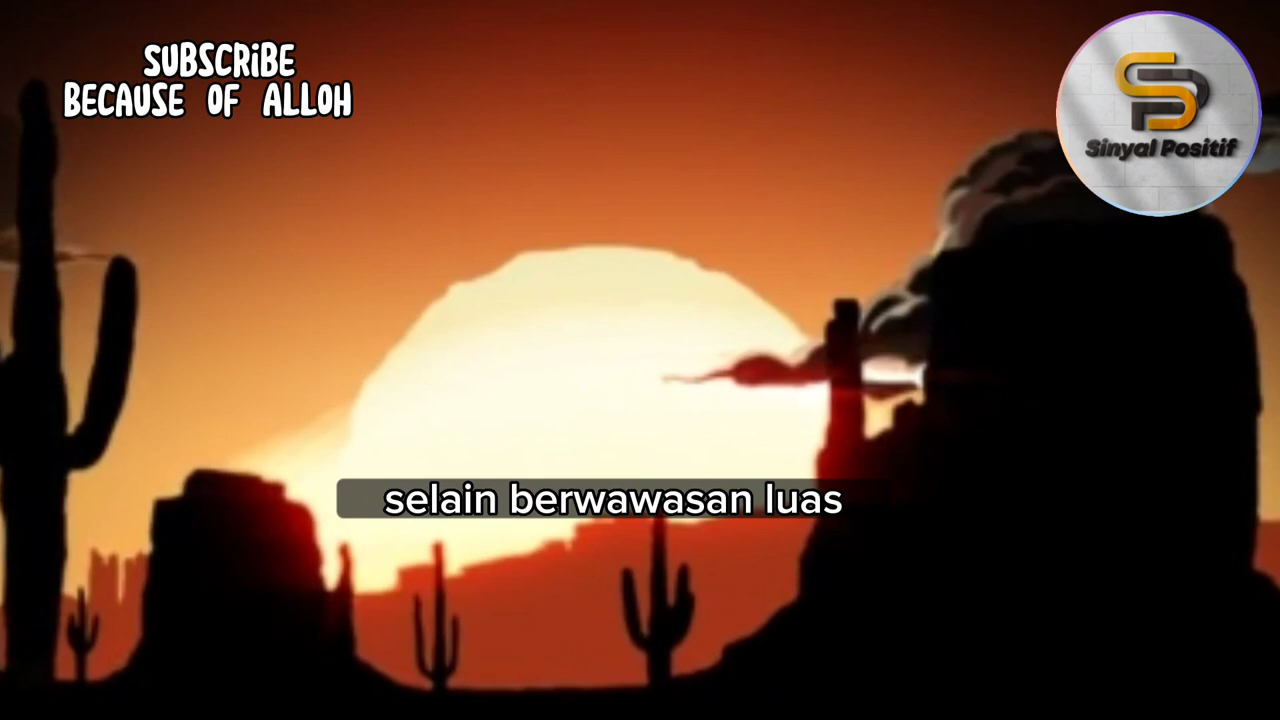 SUBSCRiBE
BECAUSE OF ALLOH
Sinyal Positif
selain berwawasan luas